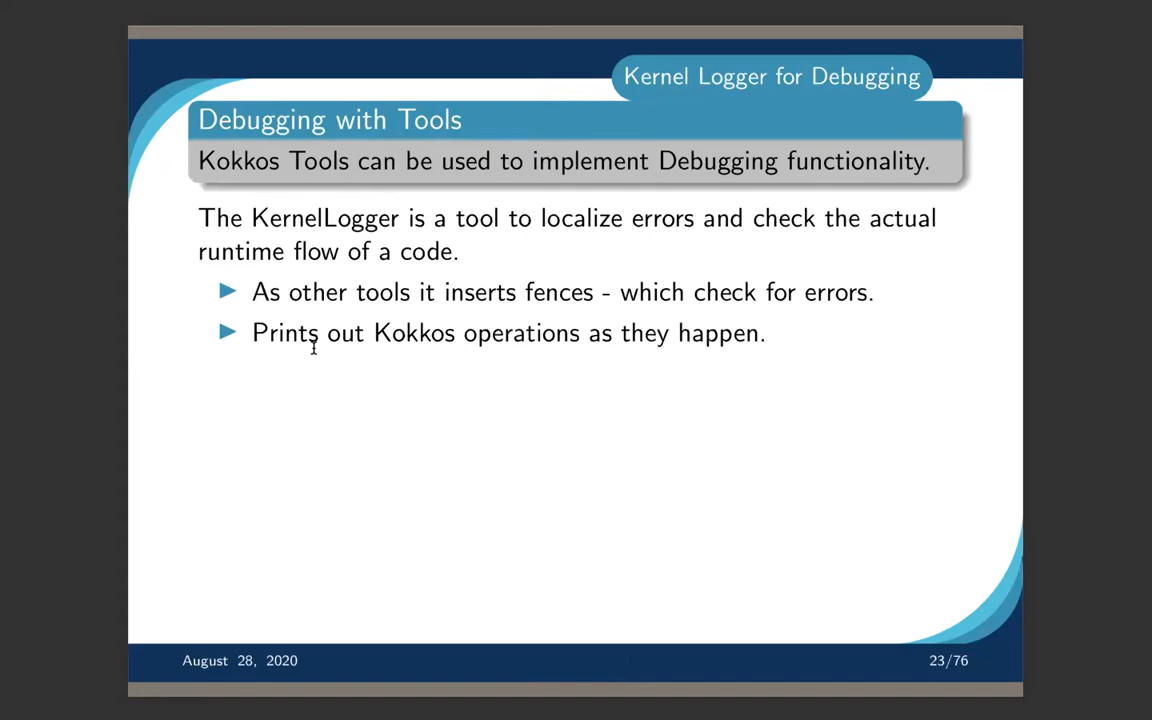 Kernel Logger for Debugging
Debugging with Tools
Kokkos Tools can be used to implement Debugging functionality.
The KernelLogger is a tool to localize errors and check the actual
runtime flow of a code.
As other tools it inserts fences - which check for errors.
Prints out Kokkos operations as they happen.
August 28, 2020
23/76